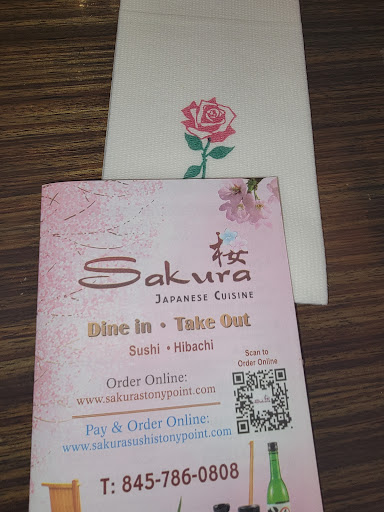 桜
Sakura
JAPANESE CUISINE
Dine in • Take Out
Sushi • Hibachi
Scan to
Order Online
Order Online:
www.sakurastonypoint.com
Pay & Order Online:
www.sakurasushistonypoint.com
T: 845-786-0808